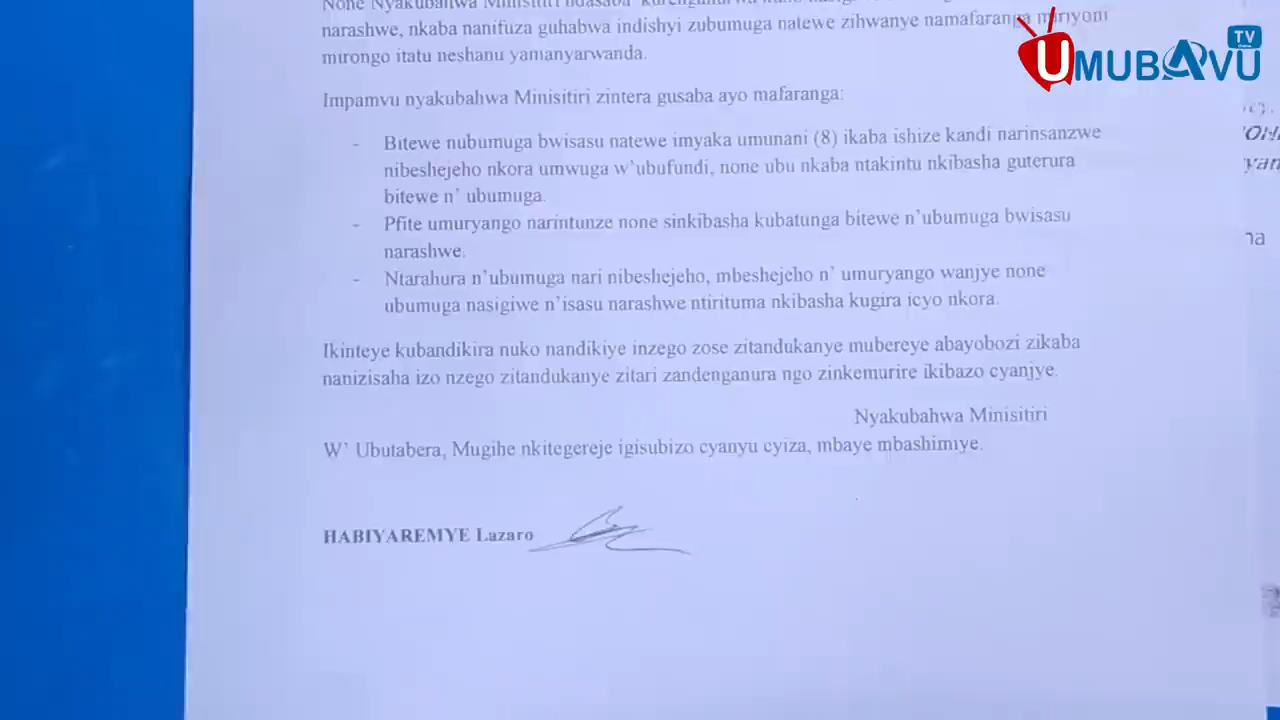 None Nyakubahwa Minisitiri ndasaba
narashwe, nkaba nanifuza guhabwa indishyi zubumuga natewe zihwanye namafaranga miriyoni
mirongo itatu neshanu yamanyarwanda.
UMUBAVU TV
Impamvu nyakubahwa Minisitiri zintera gusaba ayo mafaranga:
- Bitewe nubumuga bwisasu natewe imyaka umunani (8) ikaba ishize kandi narinsanzwe
nibeshejeho nkora umwuga w’ubufundi, none ubu nkaba ntakintu nkibasha guterura
bitewe n’ ubumuga.
- Pfite umuryango narintunze none sinkibasha kubatunga bitewe n’ubumuga bwisasu
narashwe.
- Ntarahura n’ubumuga nari nibeshejeho, mbeshejeho n’ umuryango wanjye none
ubumuga nasigiwe n’isasu narashwe ntirituma nkibasha kugira icyo nkora.
Ikinteye kubandikira nuko nandikiye inzego zose zitandukanye mubereye abayobozi zikaba
nanizisaha izo nzego zitandukanye zitari zandenganura ngo zinkemurire ikibazo cyanjye.
Nyakubahwa Minisitiri
W’ Ubutabera, Mugihe nkitegereje igisubizo cyanyu cyiza, mbaye mbashimiye.
HABIYAREMYE Lazaro